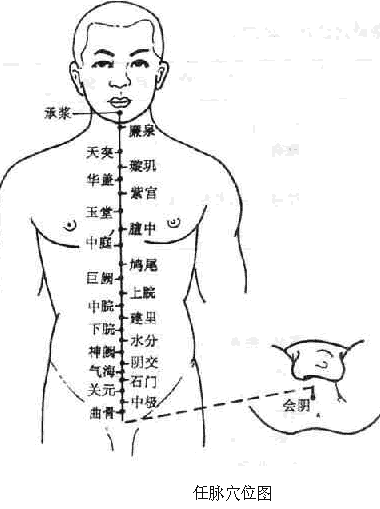 承浆
廉泉
天突
璇玑
华盖
紫宫
玉堂
膻中
中庭
鸠尾
巨阙
上脘
中脘
建里
下脘
水分
神阙
阴交
气海
石门
关元
中极
曲骨
会阴
任脉穴位图